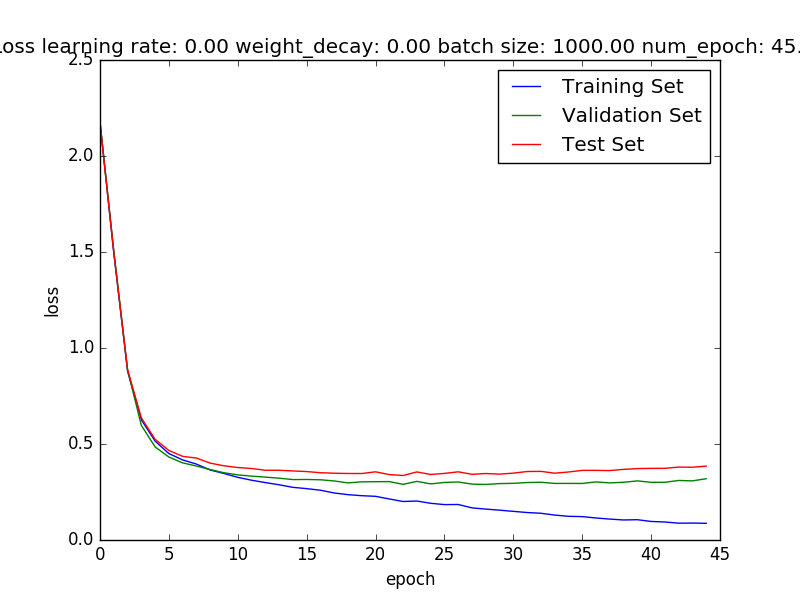 Loss learning rate: 0.00 weight_decay: 0.00 batch size: 1000.00 num_epoch: 45.
2.5
2.0
1.5
1.0
0.5
0.0
loss
Training Set
Validation Set
Test Set
0 5 10 15 20 25 30 35 40 45
epoch